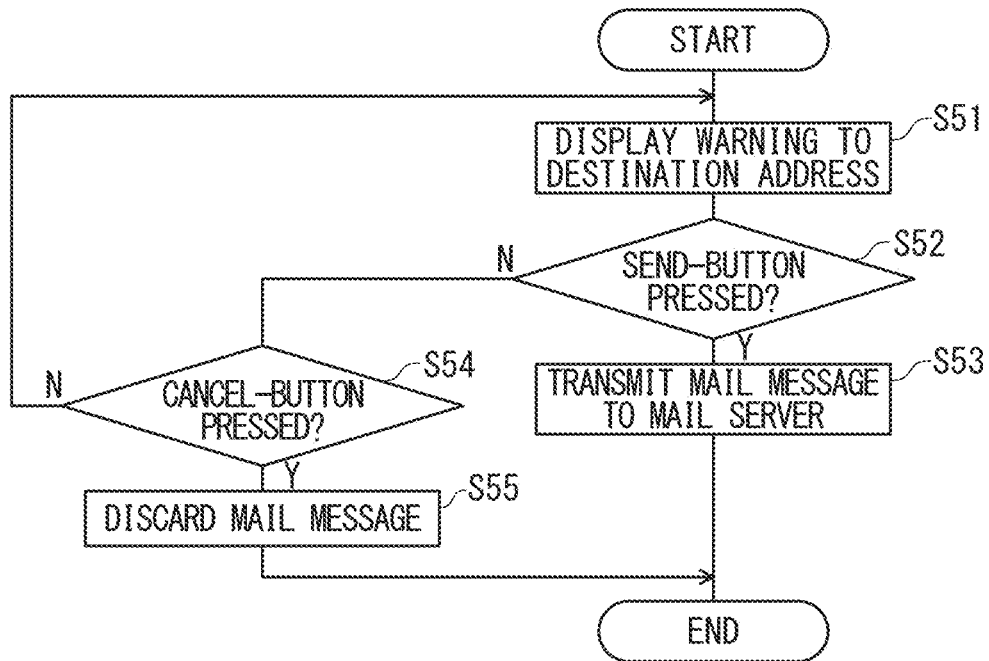 START
S51
DISPLAY WARNING TO
DESTINATION ADDRESS
S52
N
SEND-BUTTON
PRESSED?
Y
S54
N
CANCEL-BUTTON
PRESSED?
Y
S53
TRANSMIT MAIL MESSAGE
TO MAIL SERVER
S55
DISCARD MAIL MESSAGE
END